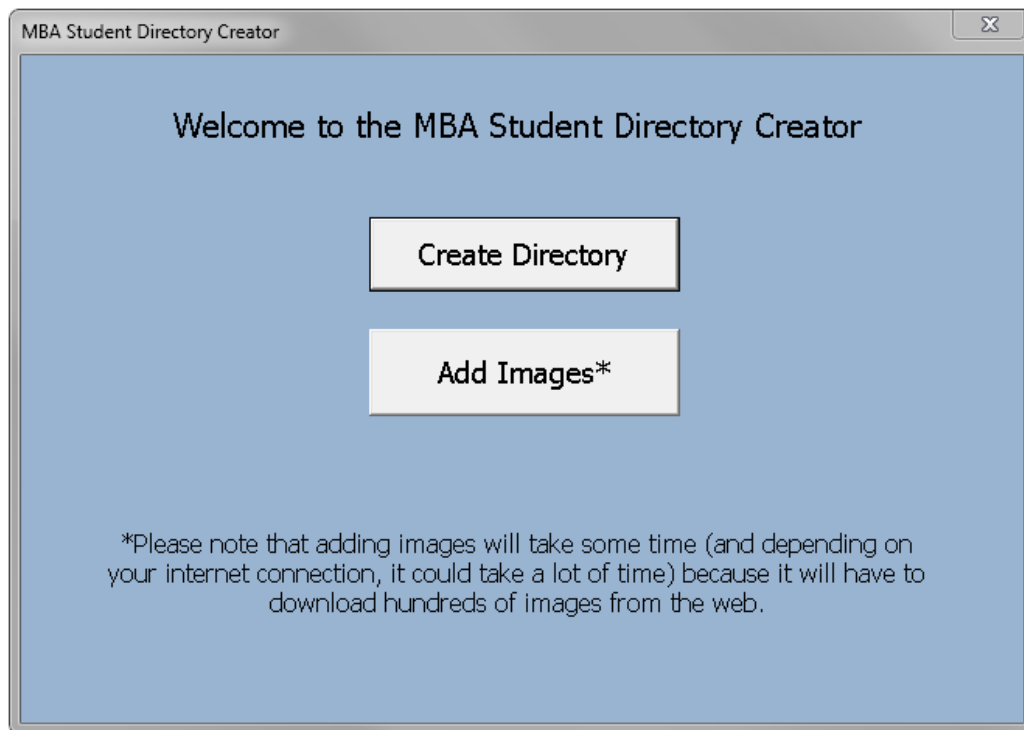 MBA Student Directory Creator
Welcome to the MBA Student Directory Creator
Create Directory
Add Images*
*Please note that adding images will take some time (and depending on
your internet connection, it could take a lot of time) because it will have to
download hundreds of images from the web.